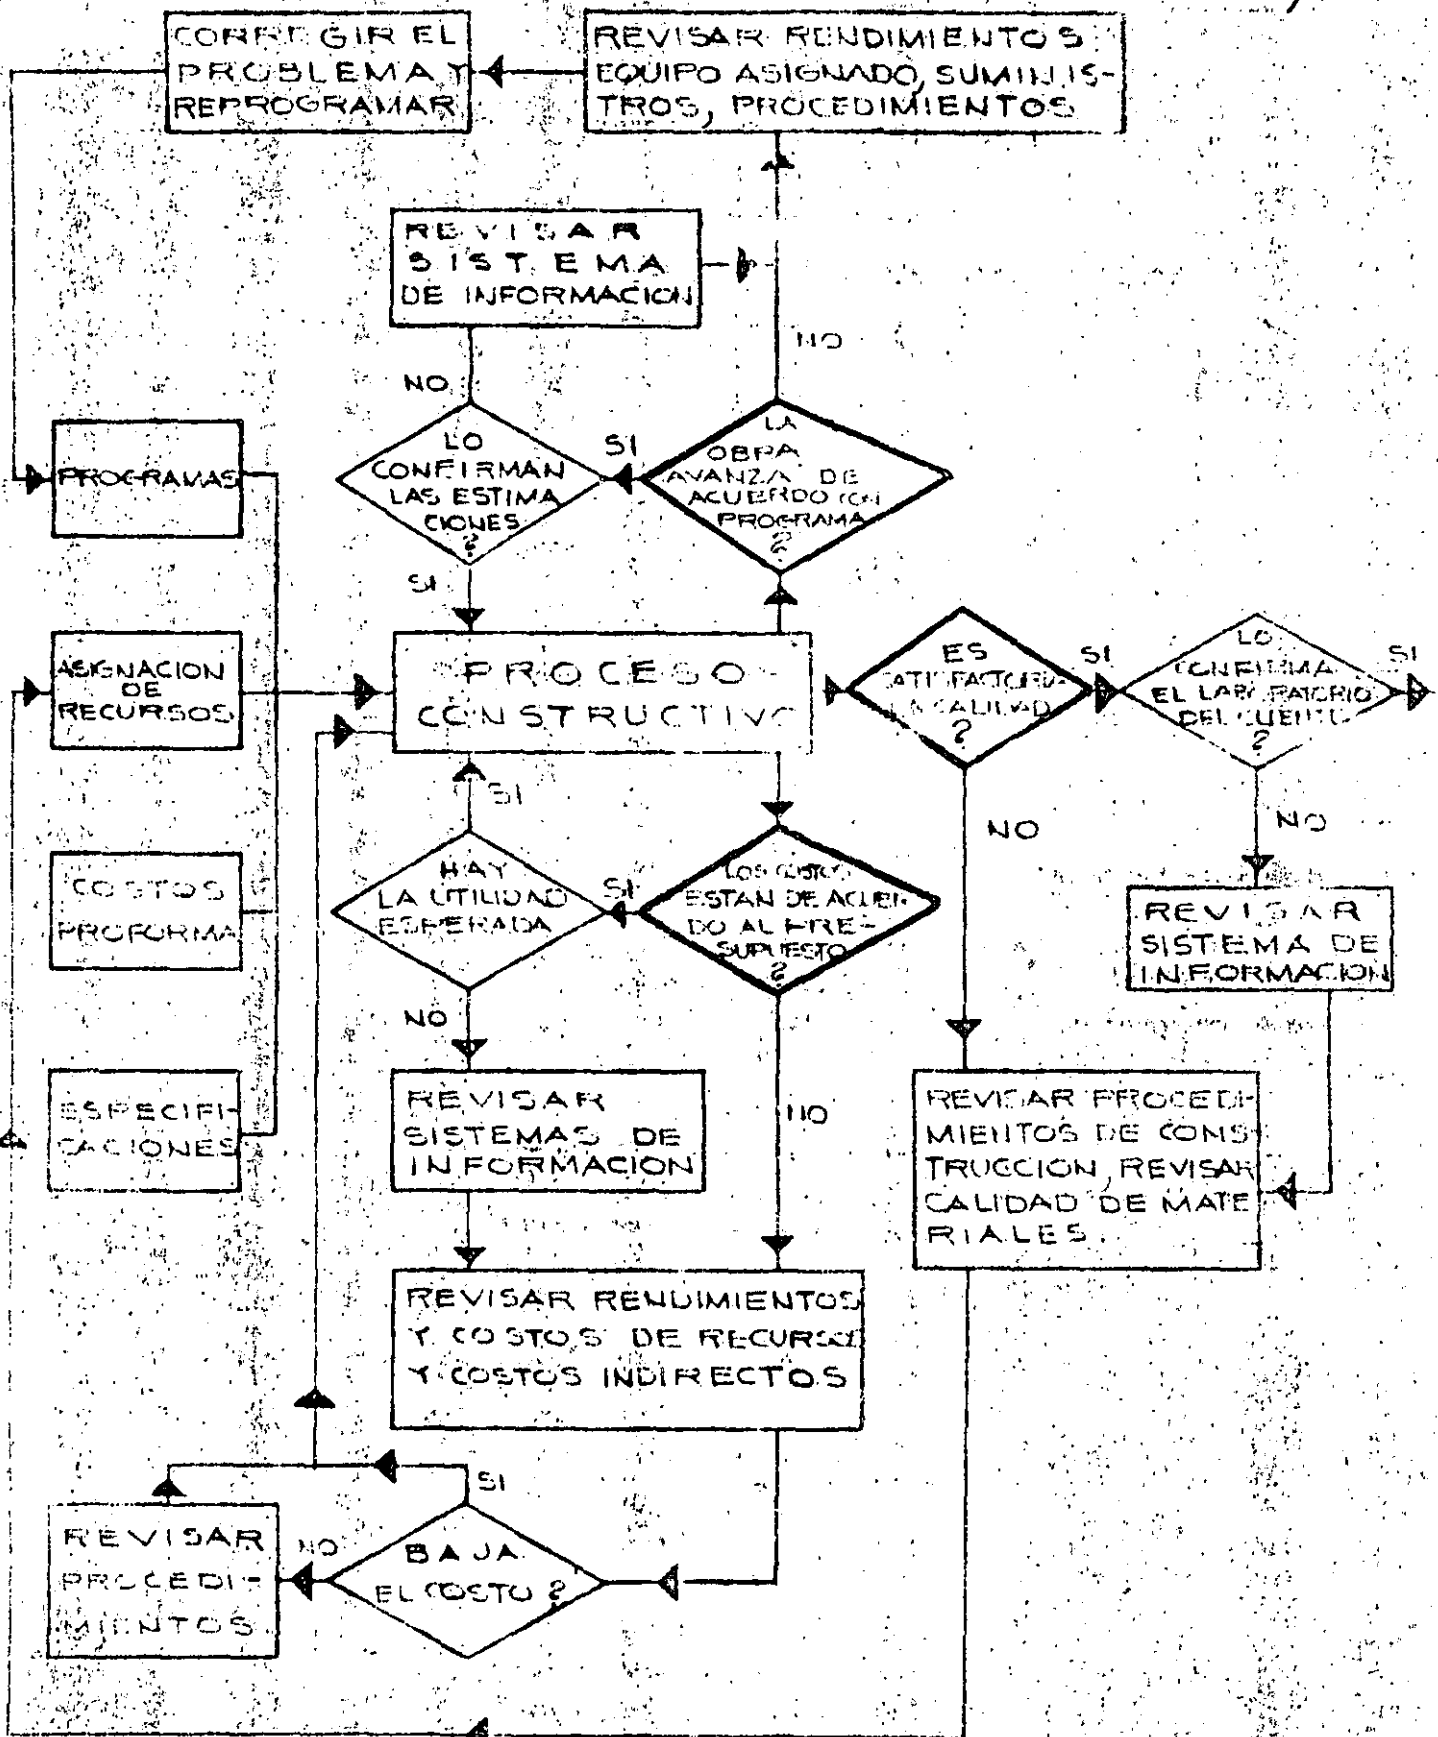 CORREGIR EL
PROBLEMA Y
REPROGRAMAR
REVISAR RENDIMIENTOS
EQUIPO ASIGNADO, SUMINIS-
TROS, PROCEDIMIENTOS
REVISAR
SISTEMA
DE INFORMACION
NO
NO
LO
CONFIRMAN
LAS ESTIMA
CIONES
?
SI
LA
OBRA
AVANZA DE
ACUERDO CON
PROGRAMA
?
PROGRAMAS
SI
ASIGNACION
DE
RECURSOS
PROCESO
CONSTRUCTIVO
ES
SATISFACTORIA
LA CALIDAD
?
SI
LO
CONFIRMA
EL LABORATORIO
DEL CLIENTE
?
SI
SI
NO
NO
COSTOS
PROFORMA
HAY
LA UTILIDAD
ESPERADA
SI
LOS COSTOS
ESTAN DE ACUER
DO AL PRE-
SUPUESTO
?
REVISAR
SISTEMA DE
INFORMACION
NO
NO
ESPECIFI-
CACIONES
REVISAR
SISTEMAS DE
INFORMACION
REVISAR PROCEDI-
MIENTOS DE CONS-
TRUCCION, REVISAR
CALIDAD DE MATE
RIALES.
REVISAR RENDIMIENTOS
Y COSTOS DE RECURSO
Y COSTOS INDIRECTOS
SI
REVISAR
PROCEDI-
MIENTOS
NO
BAJA
EL COSTO ?